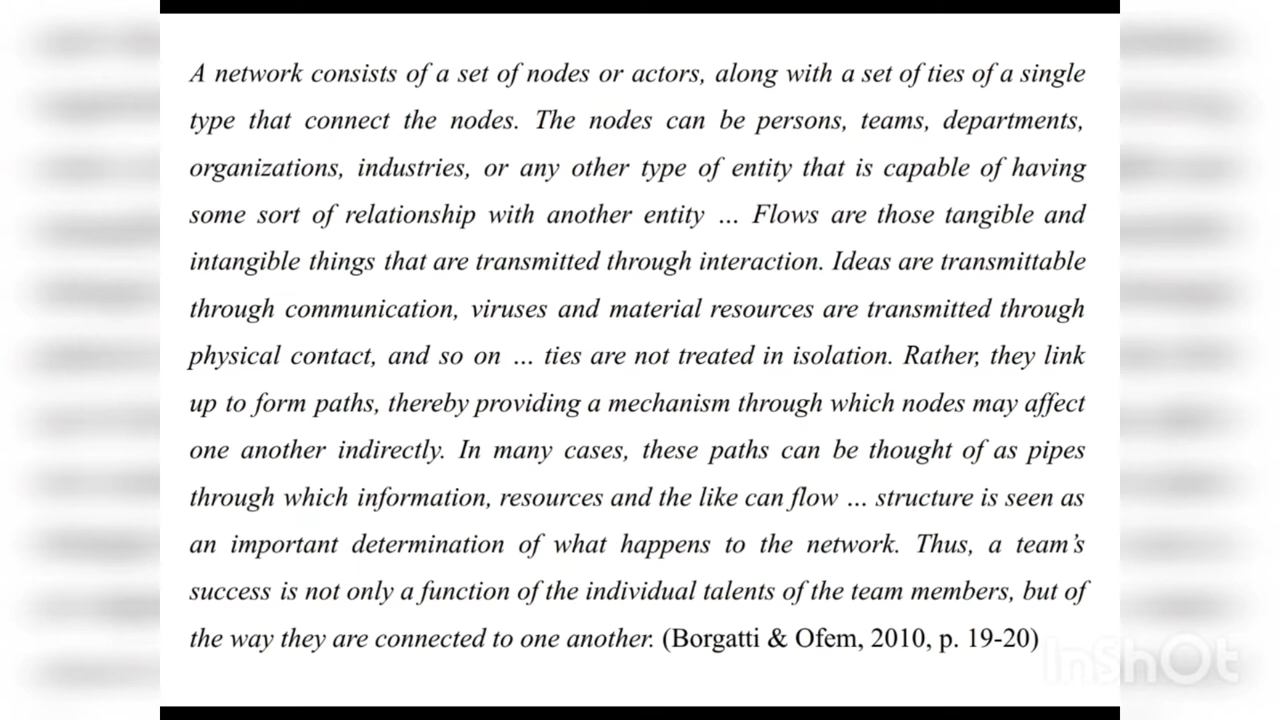 A network consists of a set of nodes or actors, along with a set of ties of a single
type that connect the nodes. The nodes can be persons, teams, departments,
organizations, industries, or any other type of entity that is capable of having
some sort of relationship with another entity ... Flows are those tangible and
intangible things that are transmitted through interaction. Ideas are transmittable
through communication, viruses and material resources are transmitted through
physical contact, and so on ... ties are not treated in isolation. Rather, they link
up to form paths, thereby providing a mechanism through which nodes may affect
one another indirectly. In many cases, these paths can be thought of as pipes
through which information, resources and the like can flow ... structure is seen as
an important determination of what happens to the network. Thus, a team's
success is not only a function of the individual talents of the team members, but of
the way they are connected to one another. (Borgatti & Ofem, 2010, p. 19-20)
InShOt